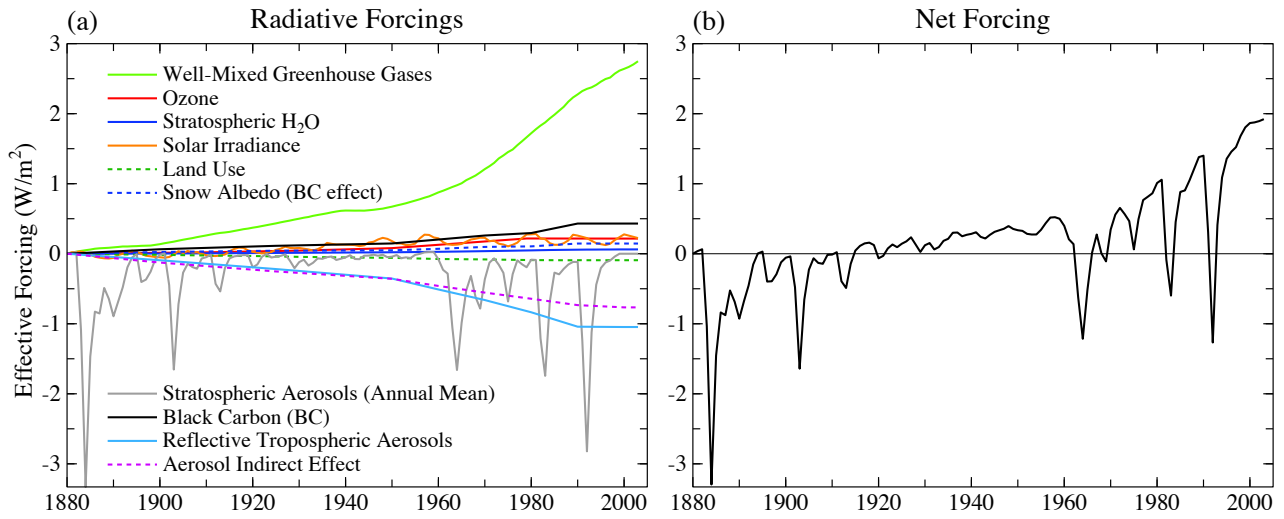 (a) Radiative Forcings
Effective Forcing (W/m²)
3
2
1
0
-1
-2
-3
Well-Mixed Greenhouse Gases
Ozone
Stratospheric H₂O
Solar Irradiance
Land Use
Snow Albedo (BC effect)
Stratospheric Aerosols (Annual Mean)
Black Carbon (BC)
Reflective Tropospheric Aerosols
Aerosol Indirect Effect
1880 1900 1920 1940 1960 1980 2000
(b) Net Forcing
3
2
1
0
-1
-2
-3
1880 1900 1920 1940 1960 1980 2000